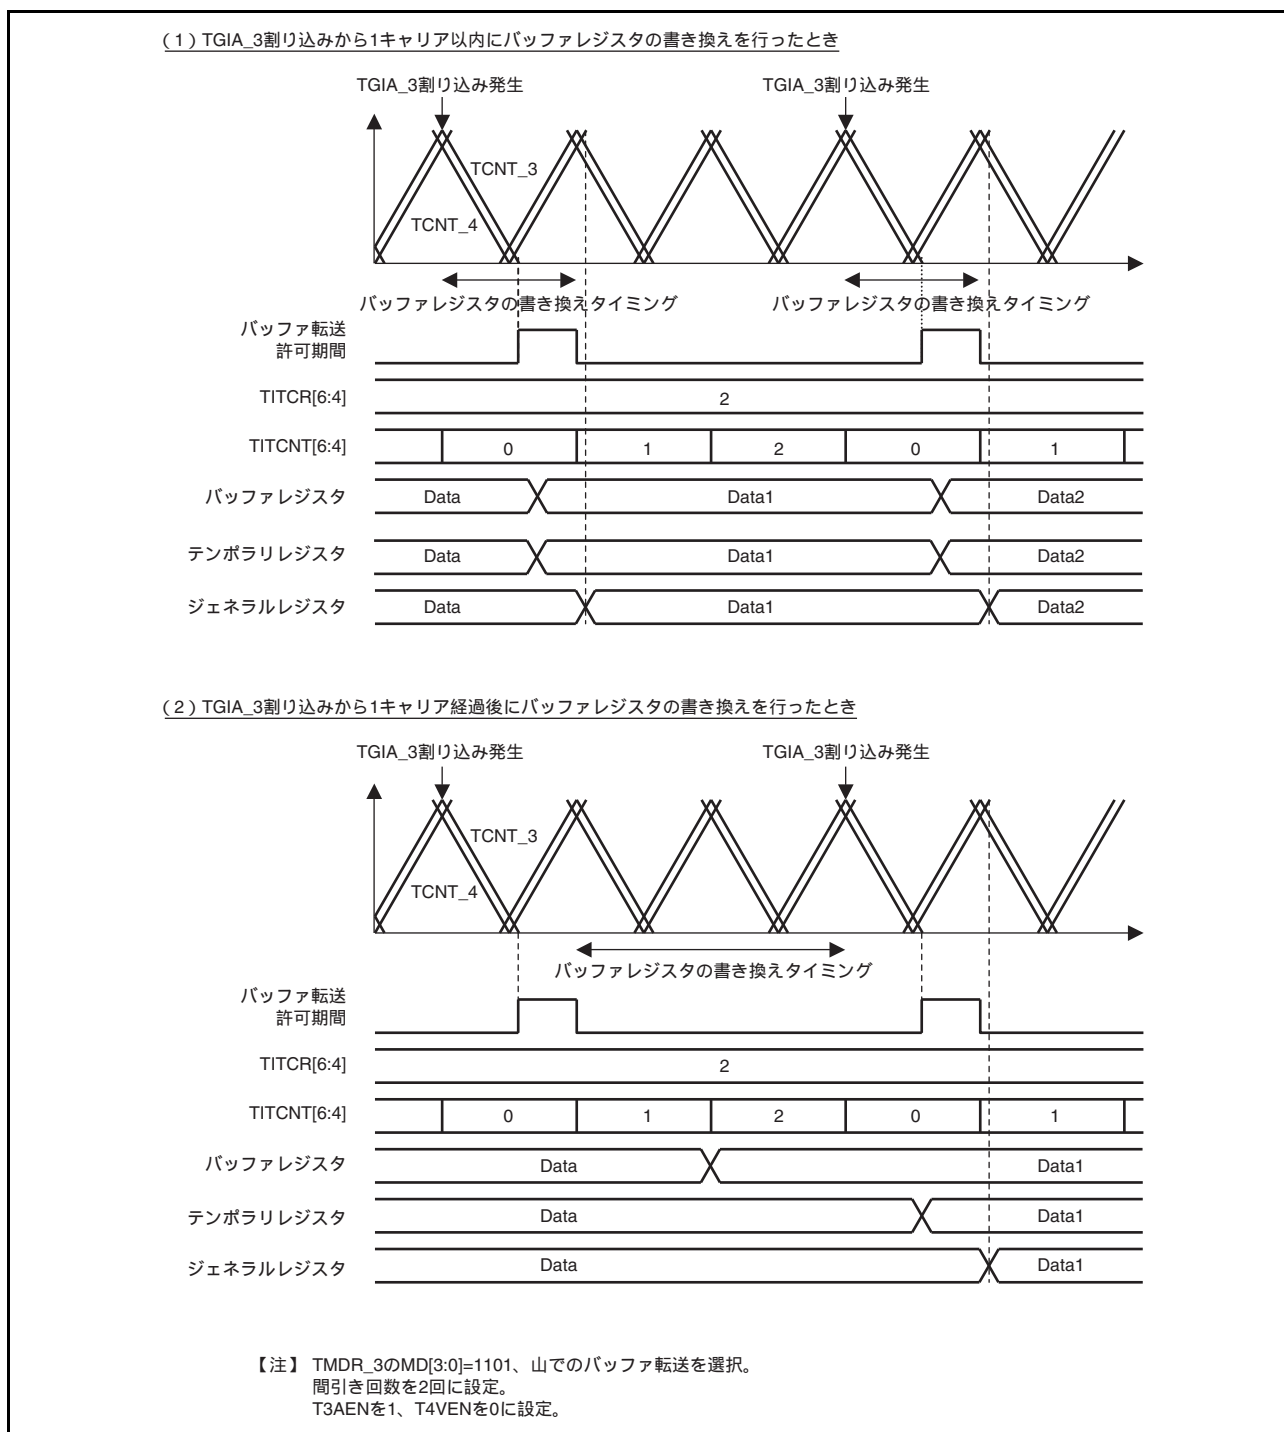 （1）TGIA_3割り込みから1キャリア以内にバッファレジスタの書き換えを行ったとき
TGIA_3割り込み発生 TGIA_3割り込み発生
TCNT_3
TCNT_4
バッファレジスタの書き換えタイミング バッファレジスタの書き換えタイミング
バッファ転送
許可期間
TITCR[6:4] 2
TITCNT[6:4] 0 1 2 0 1
バッファレジスタ Data Data1 Data2
テンポラリレジスタ Data Data1 Data2
ジェネラルレジスタ Data Data1 Data2
（2）TGIA_3割り込みから1キャリア経過後にバッファレジスタの書き換えを行ったとき
TGIA_3割り込み発生 TGIA_3割り込み発生
TCNT_3
TCNT_4
バッファレジスタの書き換えタイミング
バッファ転送
許可期間
TITCR[6:4] 2
TITCNT[6:4] 0 1 2 0 1
バッファレジスタ Data Data1
テンポラリレジスタ Data Data1
ジェネラルレジスタ Data Data1
【注】 TMDR_3のMD[3:0]=1101、山でのバッファ転送を選択。
間引き回数を2回に設定。
T3AENを1、T4VENを0に設定。